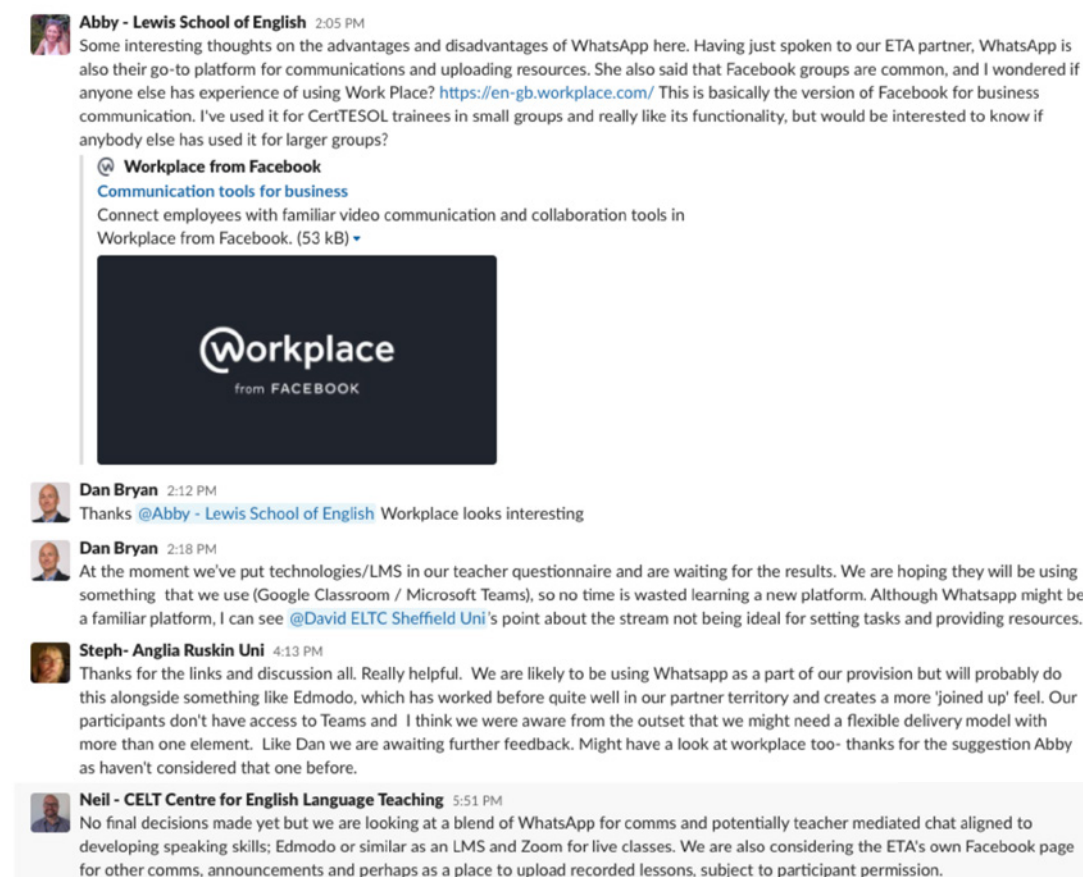 Abby - Lewis School of English 2:05 PM
Some interesting thoughts on the advantages and disadvantages of WhatsApp here. Having just spoken to our ETA partner, WhatsApp is
also their go-to platform for communications and uploading resources. She also said that Facebook groups are common, and I wondered if
anyone else has experience of using Work Place? https://en-gb.workplace.com/ This is basically the version of Facebook for business
communication. I've used it for CertTESOL trainees in small groups and really like its functionality, but would be interested to know if
anybody else has used it for larger groups?
Workplace from Facebook
Communication tools for business
Connect employees with familiar video communication and collaboration tools in
Workplace from Facebook. (53 kB)
Workplace
from FACEBOOK
Dan Bryan 2:12 PM
Thanks @Abby - Lewis School of English Workplace looks interesting
Dan Bryan 2:18 PM
At the moment we've put technologies/LMS in our teacher questionnaire and are waiting for the results. We are hoping they will be using
something that we use (Google Classroom / Microsoft Teams), so no time is wasted learning a new platform. Although Whatsapp might be
a familiar platform, I can see @David ELTC Sheffield Uni's point about the stream not being ideal for setting tasks and providing resources.
Steph- Anglia Ruskin Uni 4:13 PM
Thanks for the links and discussion all. Really helpful. We are likely to be using Whatsapp as a part of our provision but will probably do
this alongside something like Edmodo, which has worked before quite well in our partner territory and creates a more 'joined up' feel. Our
participants don't have access to Teams and I think we were aware from the outset that we might need a flexible delivery model with
more than one element. Like Dan we are awaiting further feedback. Might have a look at workplace too- thanks for the suggestion Abby
as haven't considered that one before.
Neil - CELT Centre for English Language Teaching 5:51 PM
No final decisions made yet but we are looking at a blend of WhatsApp for comms and potentially teacher mediated chat aligned to
developing speaking skills; Edmodo or similar as an LMS and Zoom for live classes. We are also considering the ETA's own Facebook page
for other comms, announcements and perhaps as a place to upload recorded lessons, subject to participant permission.